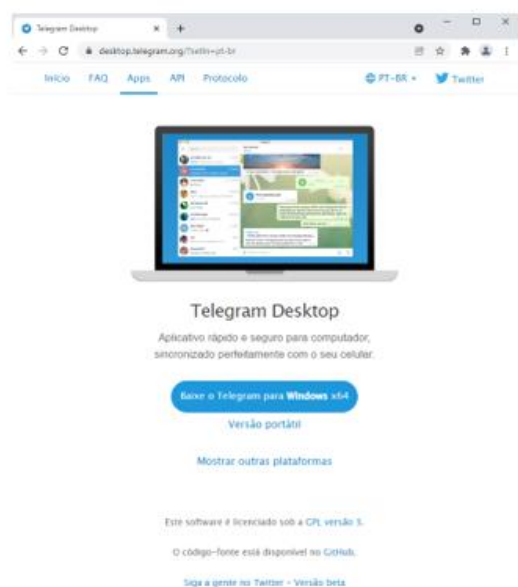 Telegram Desktop
desktop.telegram.org/?setln=pt-br
Início FAQ Apps API Protocolo PT-BR Twitter
Telegram Desktop
Aplicativo rápido e seguro para computador,
sincronizado perfeitamente com o seu celular.
Baixe o Telegram para Windows x64
Versão portátil
Mostrar outras plataformas
Este software é licenciado sob a GPL versão 3.
O código-fonte está disponível no GitHub.
Siga a gente no Twitter - Versão beta